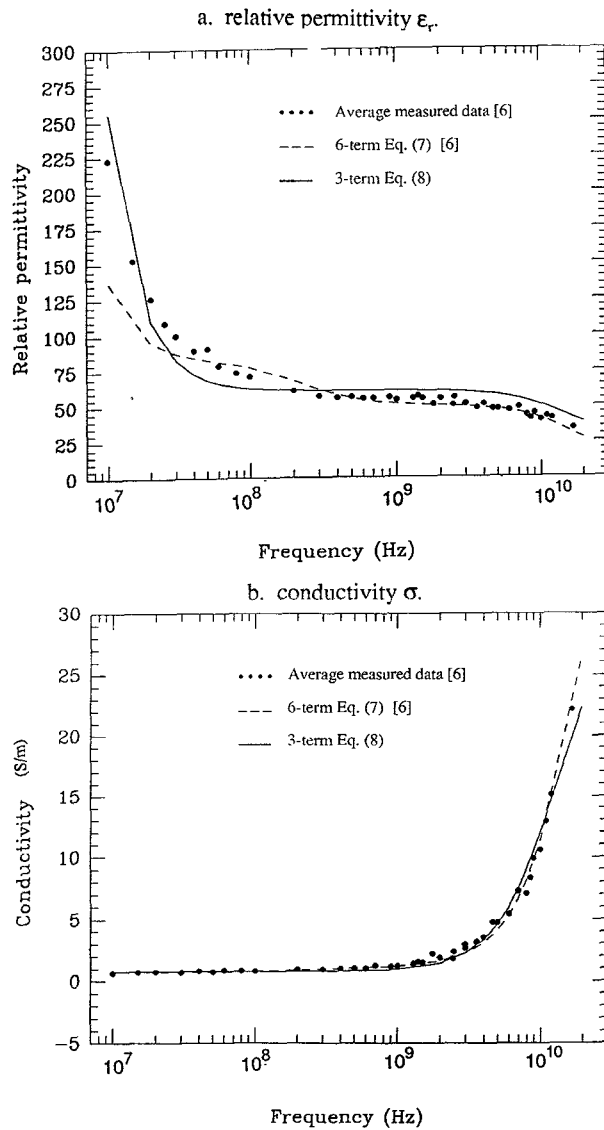 a. relative permittivity εr.
300
275
250
225
200
175
150
125
100
75
50
25
0
Relative permittivity
Average measured data [6]
6-term Eq. (7) [6]
3-term Eq. (8)
10^7
10^8
10^9
10^10
Frequency (Hz)
b. conductivity σ.
30
25
20
15
10
5
0
−5
Conductivity (S/m)
Average measured data [6]
6-term Eq. (7) [6]
3-term Eq. (8)
10^7
10^8
10^9
10^10
Frequency (Hz)